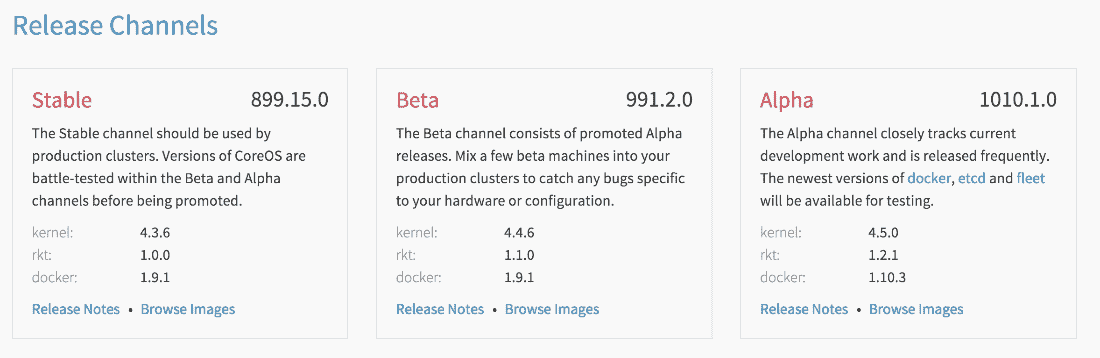 Release Channels
Stable 899.15.0
The Stable channel should be used by
production clusters. Versions of CoreOS are
battle-tested within the Beta and Alpha
channels before being promoted.
kernel: 4.3.6
rkt: 1.0.0
docker: 1.9.1
Release Notes • Browse Images
Beta 991.2.0
The Beta channel consists of promoted Alpha
releases. Mix a few beta machines into your
production clusters to catch any bugs specific
to your hardware or configuration.
kernel: 4.4.6
rkt: 1.1.0
docker: 1.9.1
Release Notes • Browse Images
Alpha 1010.1.0
The Alpha channel closely tracks current
development work and is released frequently.
The newest versions of docker, etcd and fleet
will be available for testing.
kernel: 4.5.0
rkt: 1.2.1
docker: 1.10.3
Release Notes • Browse Images